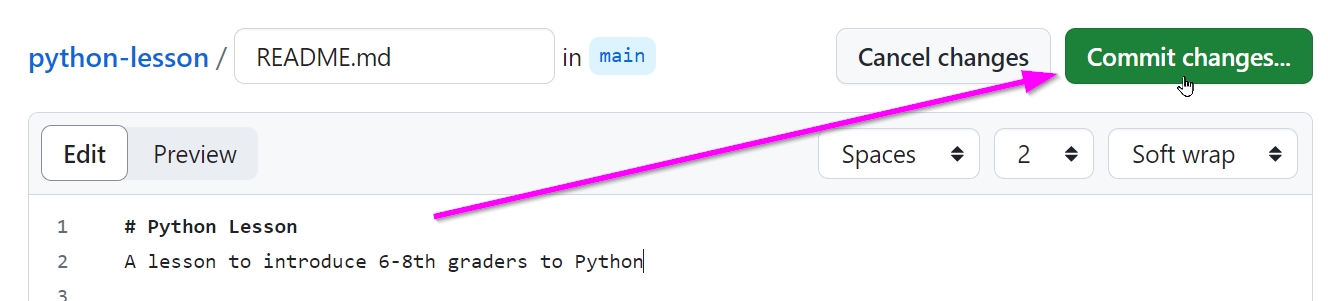 python-lesson / README.md in main Cancel changes Commit changes...
Edit Preview Spaces 2 Soft wrap
1 # Python Lesson
2 A lesson to introduce 6-8th graders to Python
3